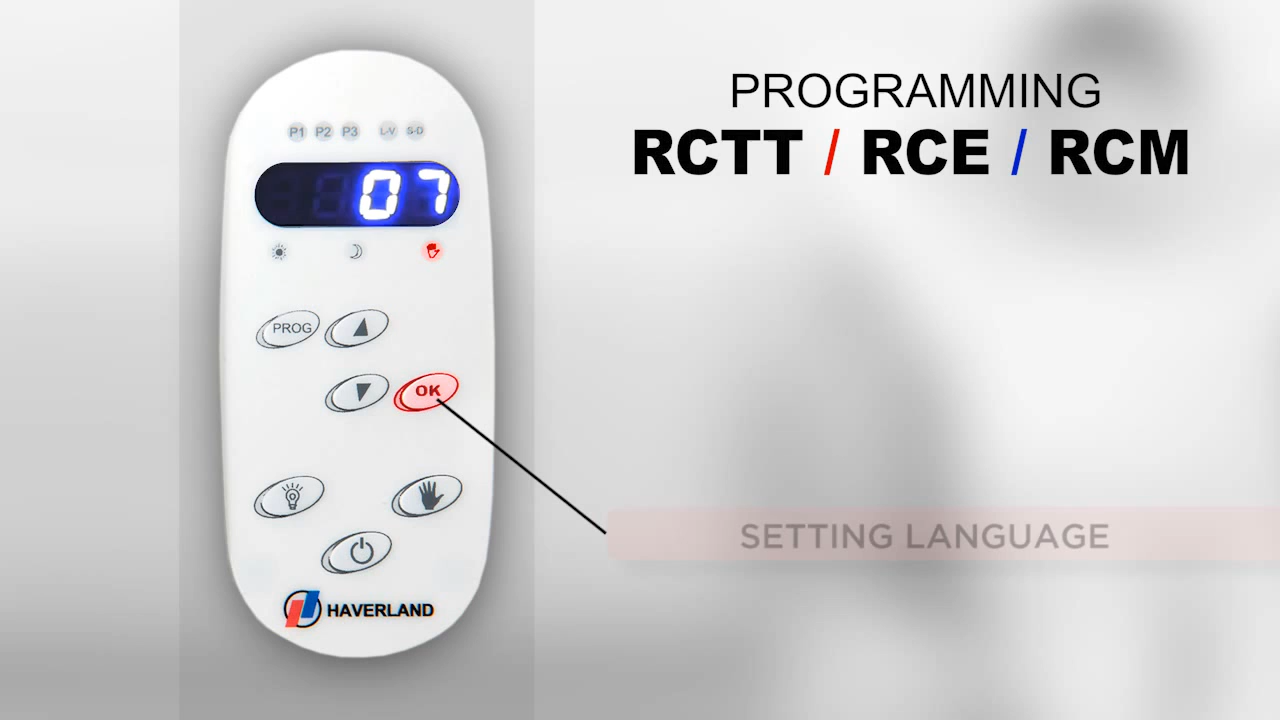 PROGRAMMING
RCTT / RCE / RCM
P1 P2 P3 L-V S-D
07
PROG
OK
SETTING LANGUAGE
HAVERLAND